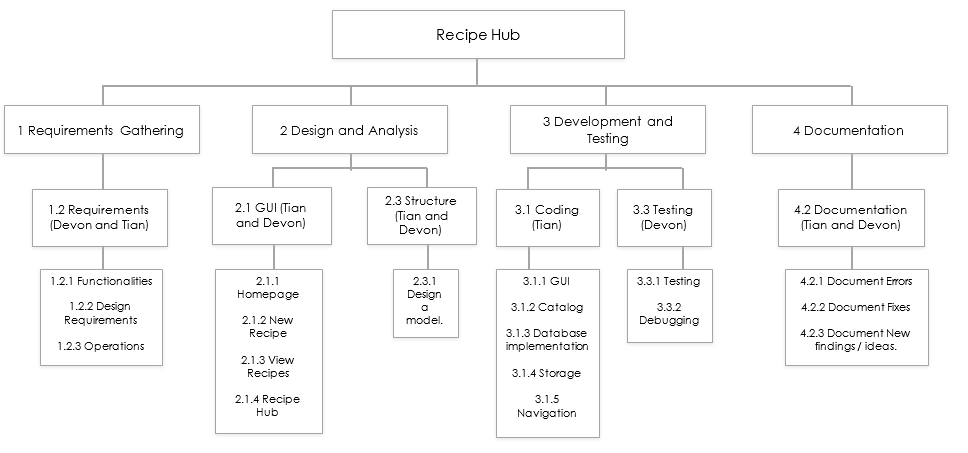 Recipe Hub
1 Requirements Gathering
2 Design and Analysis
3 Development and
Testing
4 Documentation
1.2 Requirements
(Devon and Tian)
2.1 GUI (Tian
and Devon)
2.3 Structure
(Tian and
Devon)
3.1 Coding
(Tian)
3.3 Testing
(Devon)
4.2 Documentation
(Tian and Devon)
1.2.1 Functionalities
1.2.2 Design
Requirements
1.2.3 Operations
2.1.1
Homepage
2.1.2 New
Recipe
2.1.3 View
Recipes
2.1.4 Recipe
Hub
2.3.1
Design
a
model.
3.1.1 GUI
3.1.2 Catalog
3.1.3 Database
implementation
3.1.4 Storage
3.1.5
Navigation
3.3.1 Testing
3.3.2
Debugging
4.2.1 Document Errors
4.2.2 Document Fixes
4.2.3 Document New
findings / ideas.